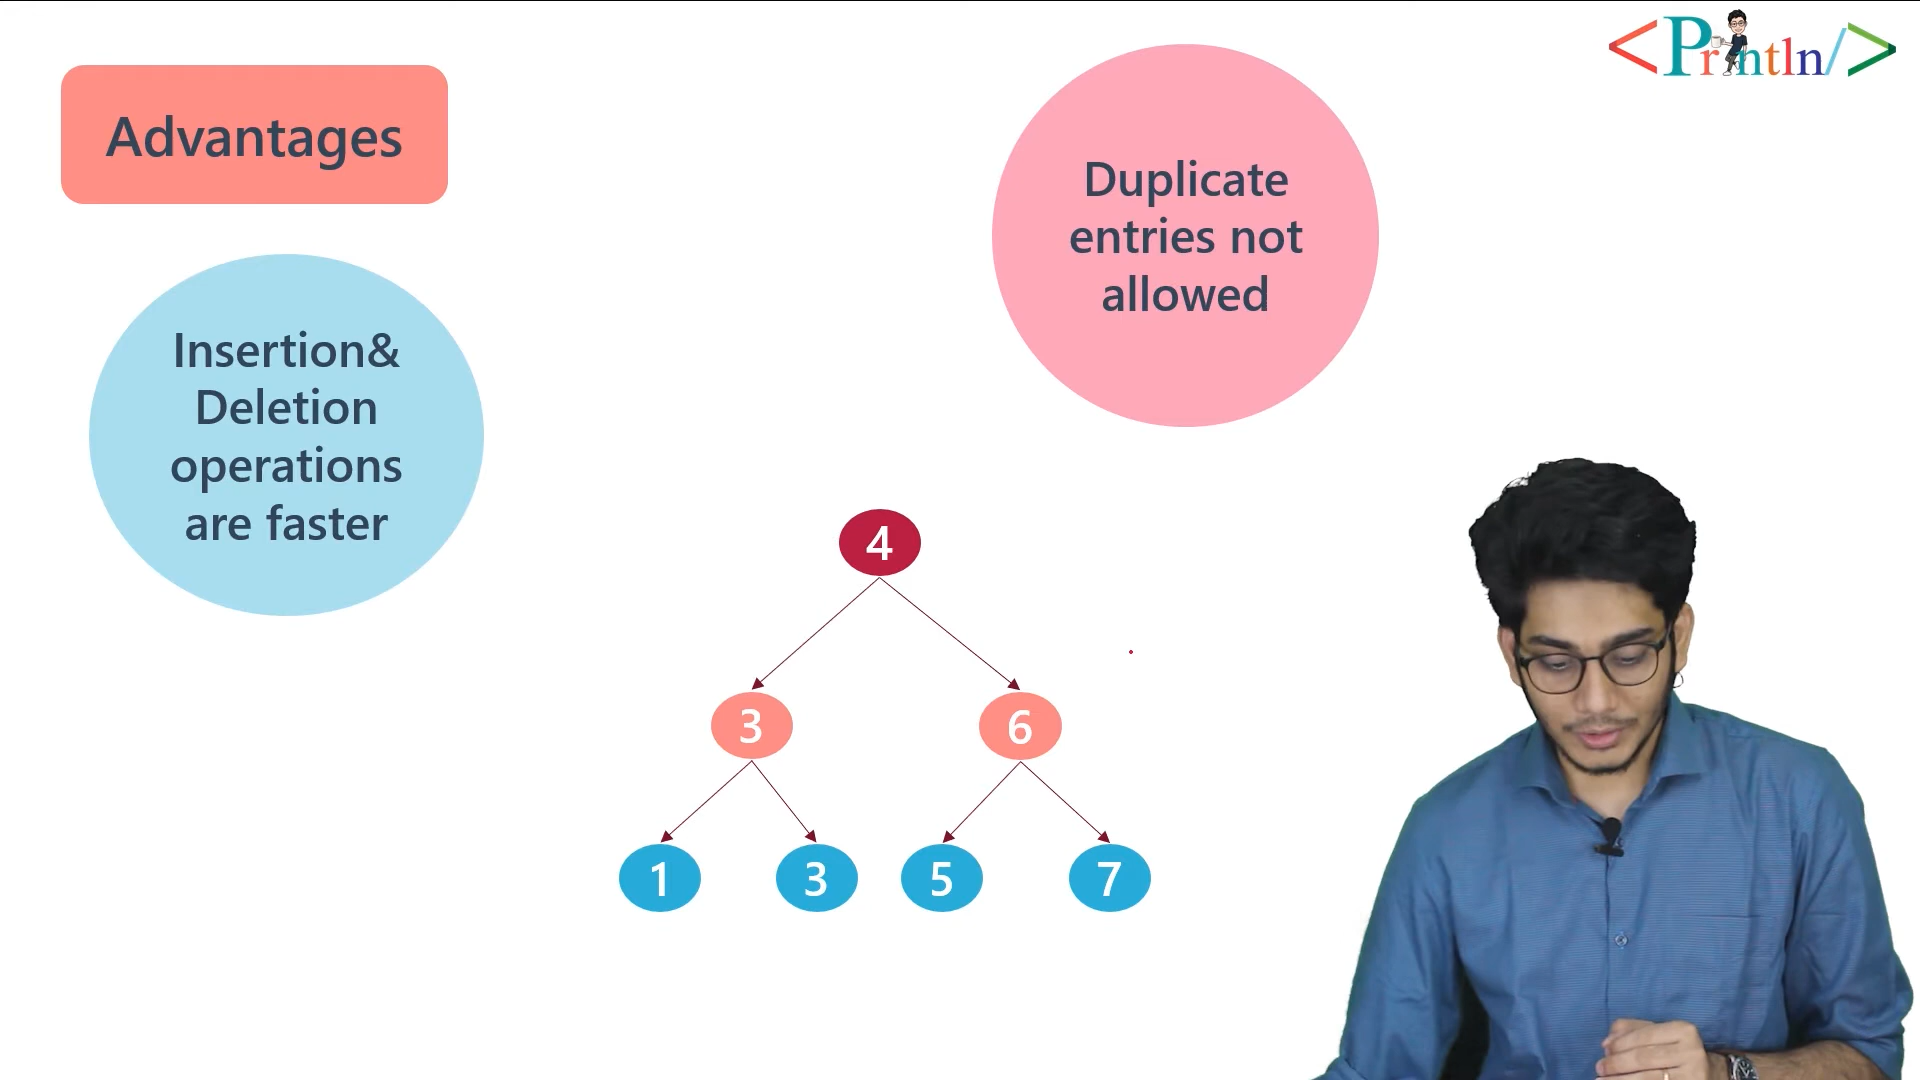 Advantages
Insertion&
Deletion
operations
are faster
Duplicate
entries not
allowed
<Println/>
4
3
6
1
3
5
7